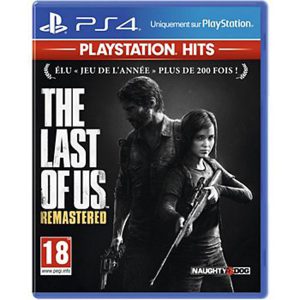 PS4
Uniquement sur PlayStation.
PLAYSTATION. HITS
ÉLU « JEU DE L'ANNÉE » PLUS DE 200 FOIS !
THE
LAST
OF US
REMASTERED
18
www.pegi.info
NAUGHTY DOG